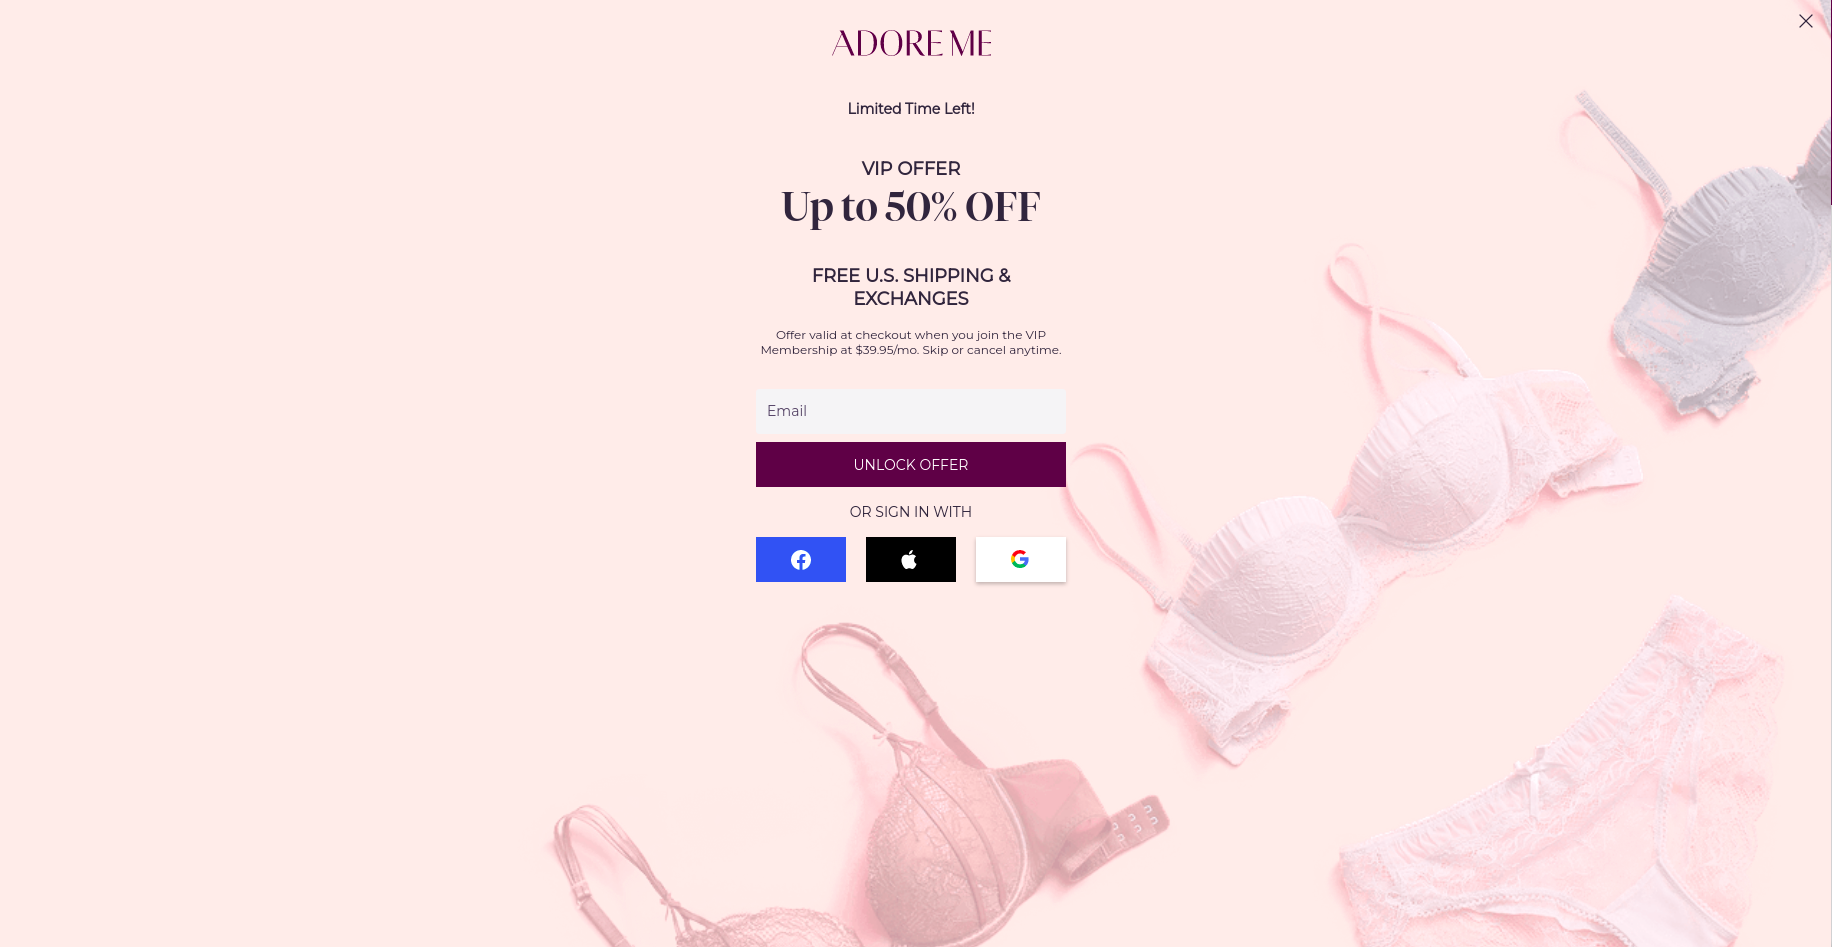 ADORE ME
Limited Time Left!
VIP OFFER
Up to 50% OFF
FREE U.S. SHIPPING &
EXCHANGES
Offer valid at checkout when you join the VIP
Membership at $39.95/mo. Skip or cancel anytime.
Email
UNLOCK OFFER
OR SIGN IN WITH